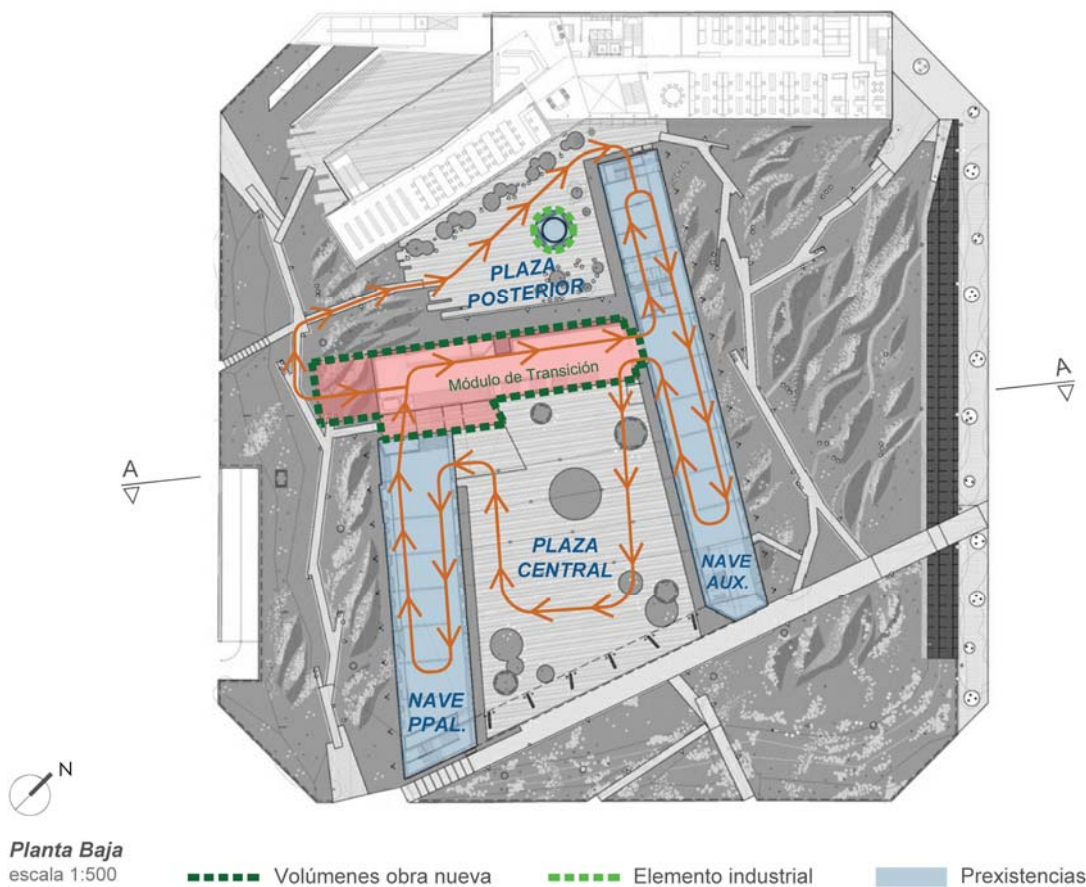 PLAZA
POSTERIOR
Módulo de Transición
A
A
PLAZA
CENTRAL
NAVE
AUX.
NAVE
PPAL.
N
Planta Baja
escala 1:500
Volúmenes obra nueva
Elemento industrial
Prexistencias